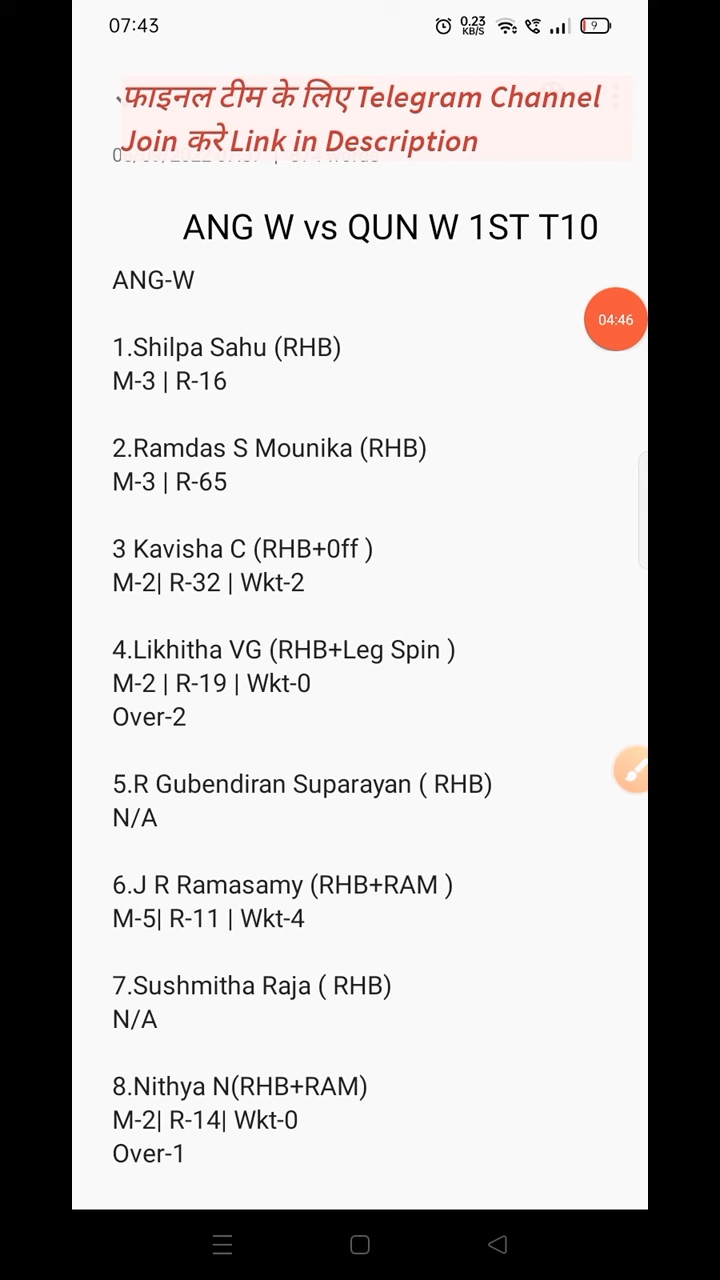 07:43
0.23
KB/S
9
फाइनल टीम के लिए Telegram Channel
Join करे Link in Description
ANG W vs QUN W 1ST T10
ANG-W
04:46
1.Shilpa Sahu (RHB)
M-3 | R-16
2.Ramdas S Mounika (RHB)
M-3 | R-65
3 Kavisha C (RHB+0ff )
M-2| R-32 | Wkt-2
4.Likhitha VG (RHB+Leg Spin )
M-2 | R-19 | Wkt-0
Over-2
5.R Gubendiran Suparayan ( RHB)
N/A
6.J R Ramasamy (RHB+RAM )
M-5| R-11 | Wkt-4
7.Sushmitha Raja ( RHB)
N/A
8.Nithya N(RHB+RAM)
M-2| R-14| Wkt-0
Over-1